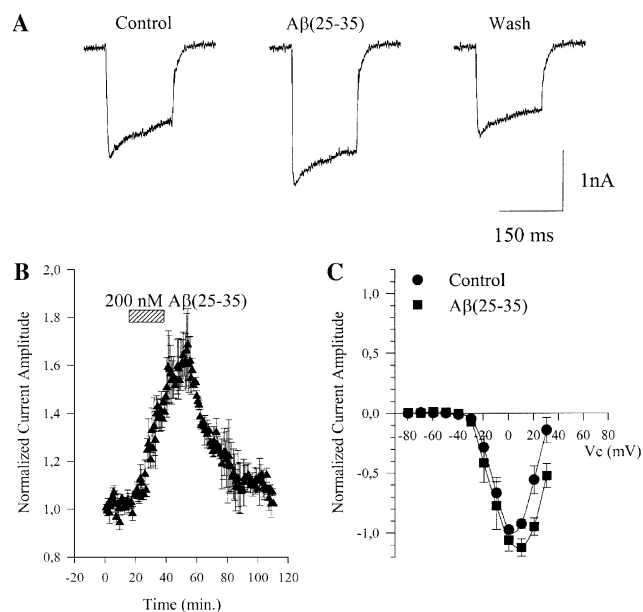 A
Control
Aβ(25-35)
Wash
1nA
150 ms
B
Normalized Current Amplitude
2,0
1,8
1,6
1,4
1,2
1,0
0,8
200 nM Aβ(25-35)
0 20 40 60 80 100 120
Time (min.)
C
Normalized Current Amplitude
1,0
0,5
0,0
-0,5
-1,0
Control
Aβ(25-35)
-80 -60 -40 -20 0 20 40 60 80
Vc (mV)